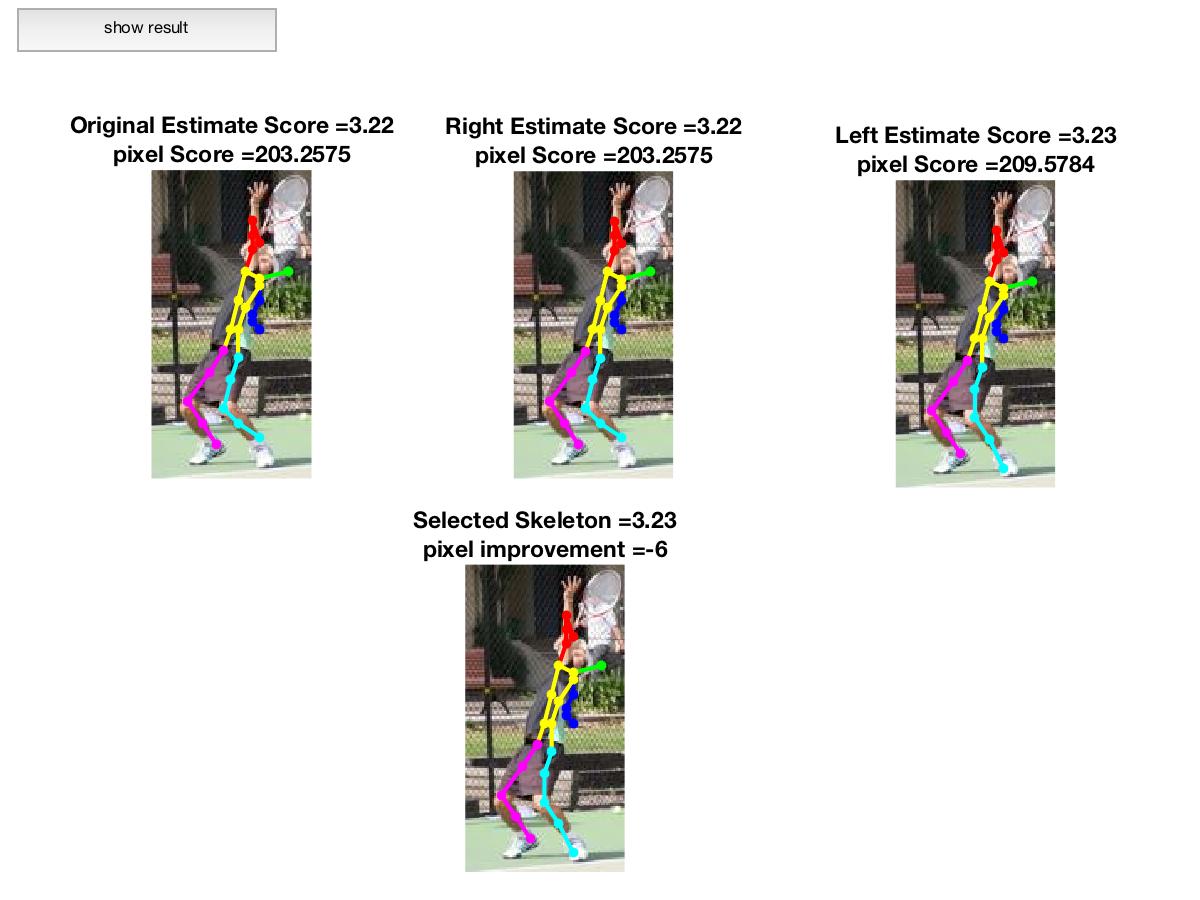 show result
Original Estimate Score =3.22
pixel Score =203.2575
Right Estimate Score =3.22
pixel Score =203.2575
Left Estimate Score =3.23
pixel Score =209.5784
Selected Skeleton =3.23
pixel improvement =-6